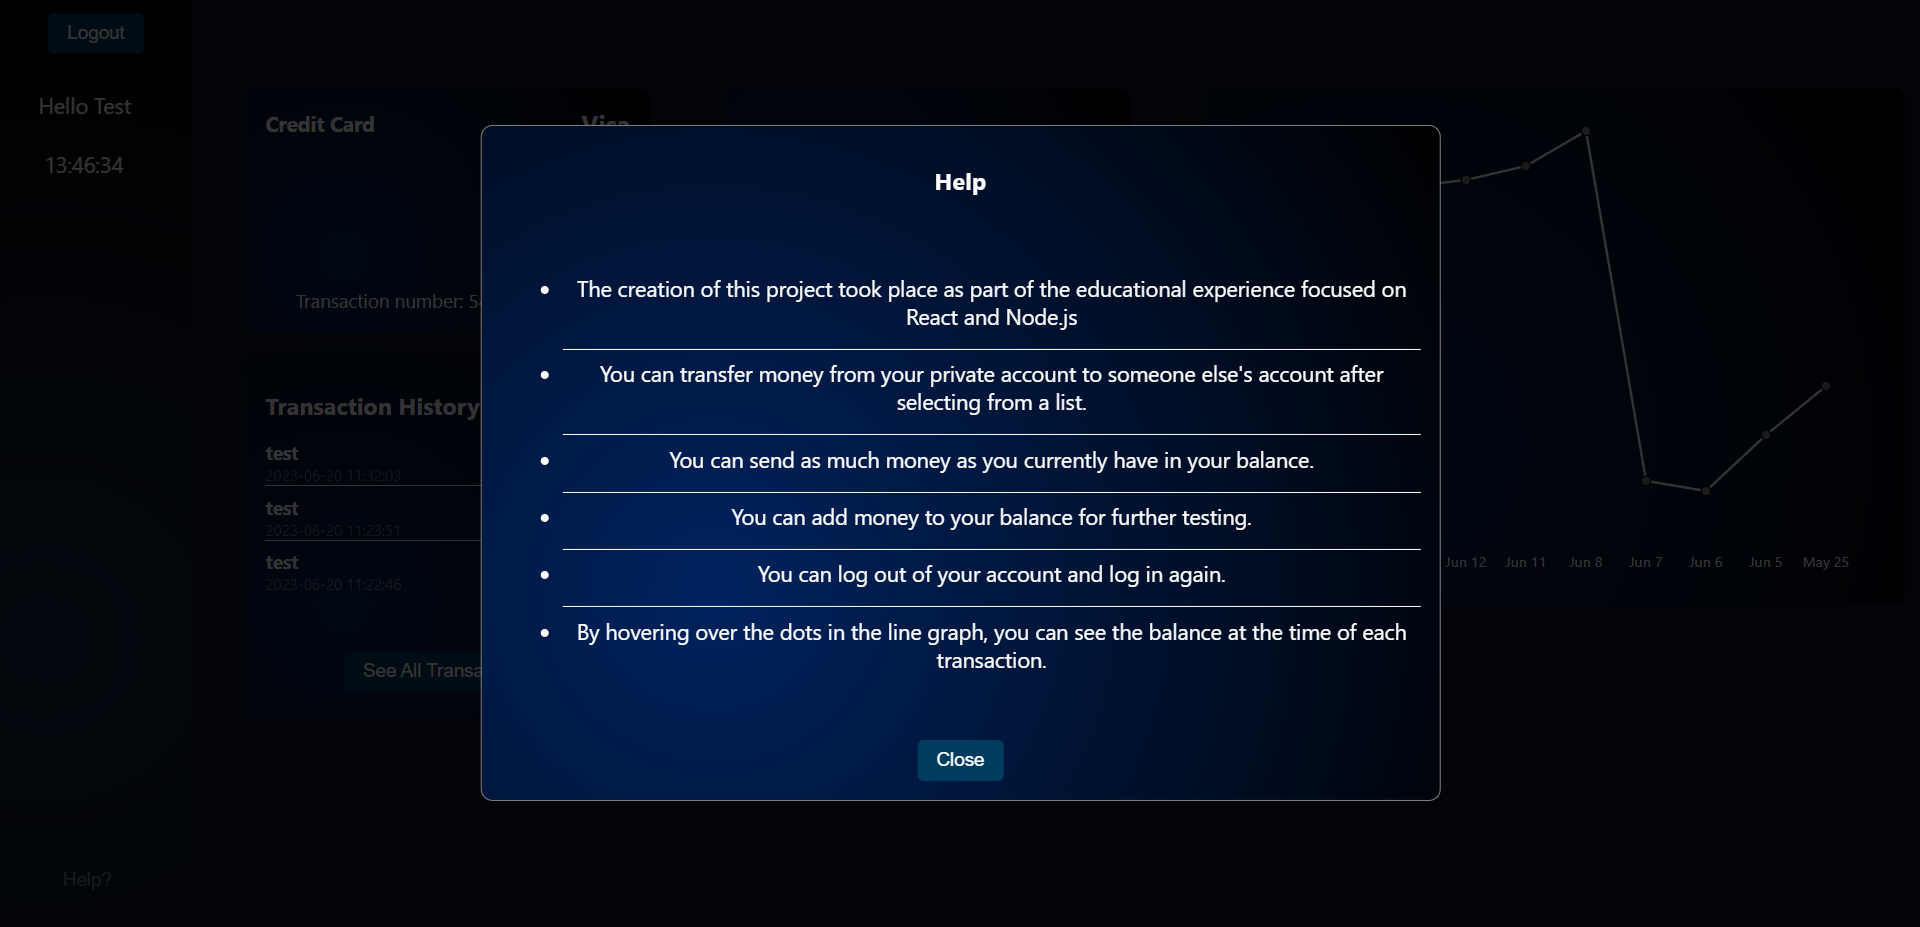 Logout
Hello Test
13:46:34
Credit Card
Visa
Transaction number: 54
Transaction History
test
2023-06-20 11:32:03
test
2023-06-20 11:23:51
test
2023-06-20 11:22:46
See All Transa
Help?
Help
• The creation of this project took place as part of the educational experience focused on
React and Node.js
• You can transfer money from your private account to someone else's account after
selecting from a list.
• You can send as much money as you currently have in your balance.
• You can add money to your balance for further testing.
• You can log out of your account and log in again.
• By hovering over the dots in the line graph, you can see the balance at the time of each
transaction.
Close
Jun 12 Jun 11 Jun 8 Jun 7 Jun 6 Jun 5 May 25